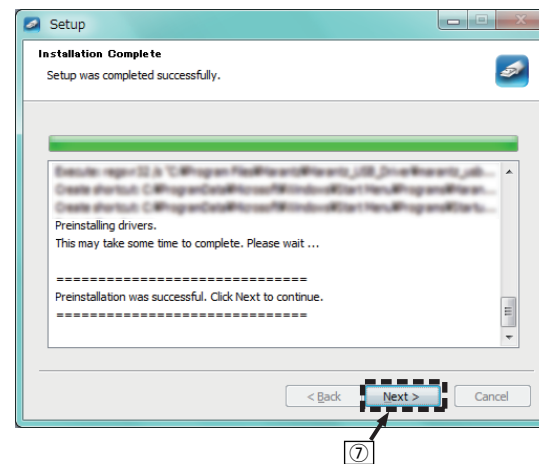 Setup
Installation Complete
Setup was completed successfully.
Preinstalling drivers.
This may take some time to complete. Please wait ...
==============================
Preinstallation was successful. Click Next to continue.
==============================
< Back
Next >
Cancel
⑦